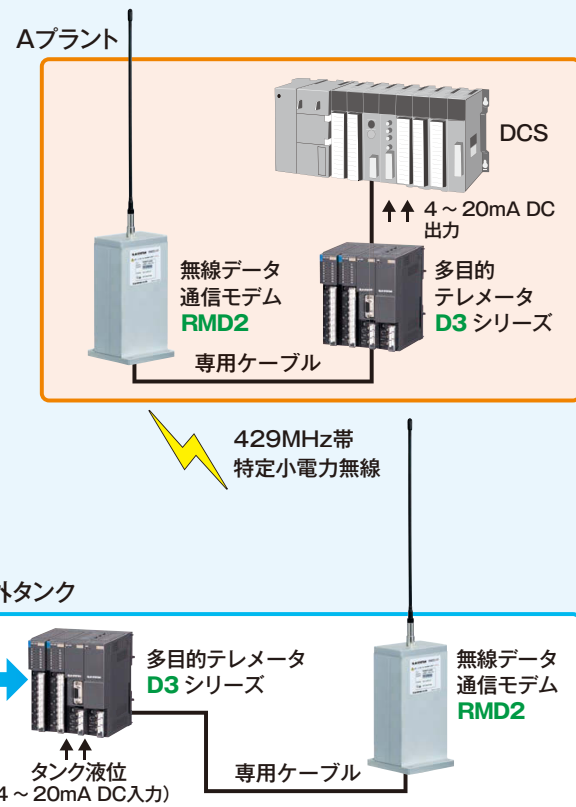 Aプラント
DCS
4 ~ 20mA DC
出力
無線データ
通信モデム
RMD2
多目的
テレメータ
D3 シリーズ
専用ケーブル
429MHz帯
特定小電力無線
外タンク
多目的テレメータ
D3 シリーズ
無線データ
通信モデム
RMD2
タンク液位
4 ~ 20mA DC入力)
専用ケーブル